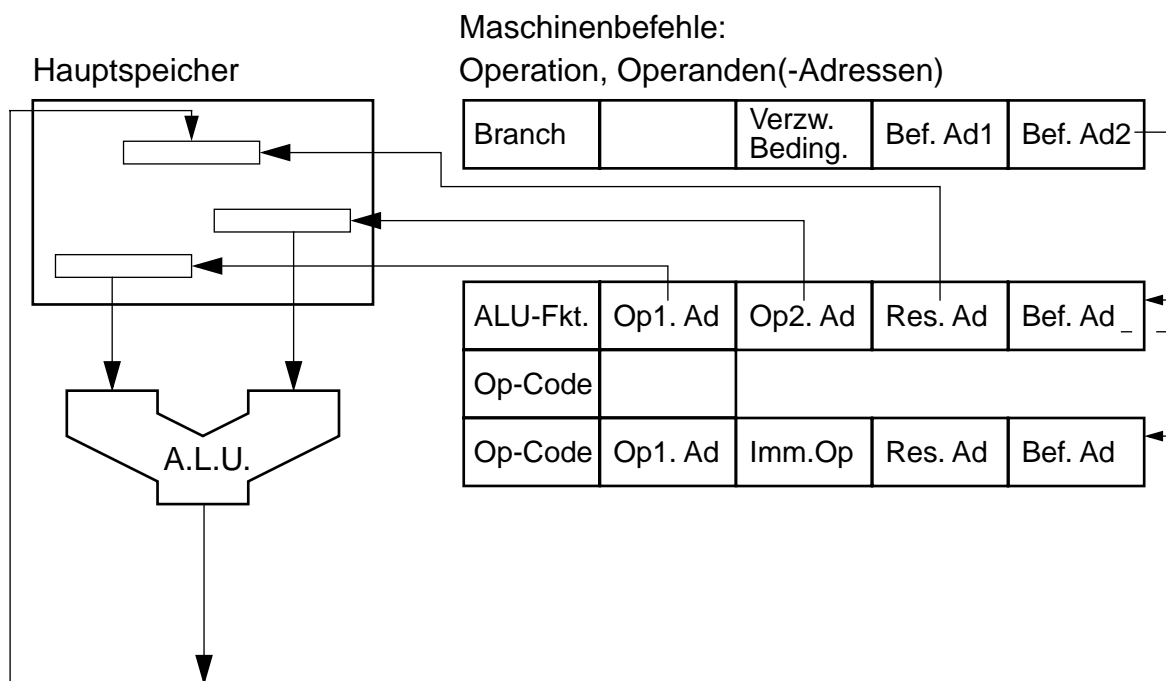 Maschinenbefehle:
Hauptspeicher
Operation, Operanden(-Adressen)
Branch
Verzw.
Beding.
Bef. Ad1
Bef. Ad2
ALU-Fkt.
Op1. Ad
Op2. Ad
Res. Ad
Bef. Ad
Op-Code
Op-Code
Op1. Ad
Imm.Op
Res. Ad
Bef. Ad
A.L.U.